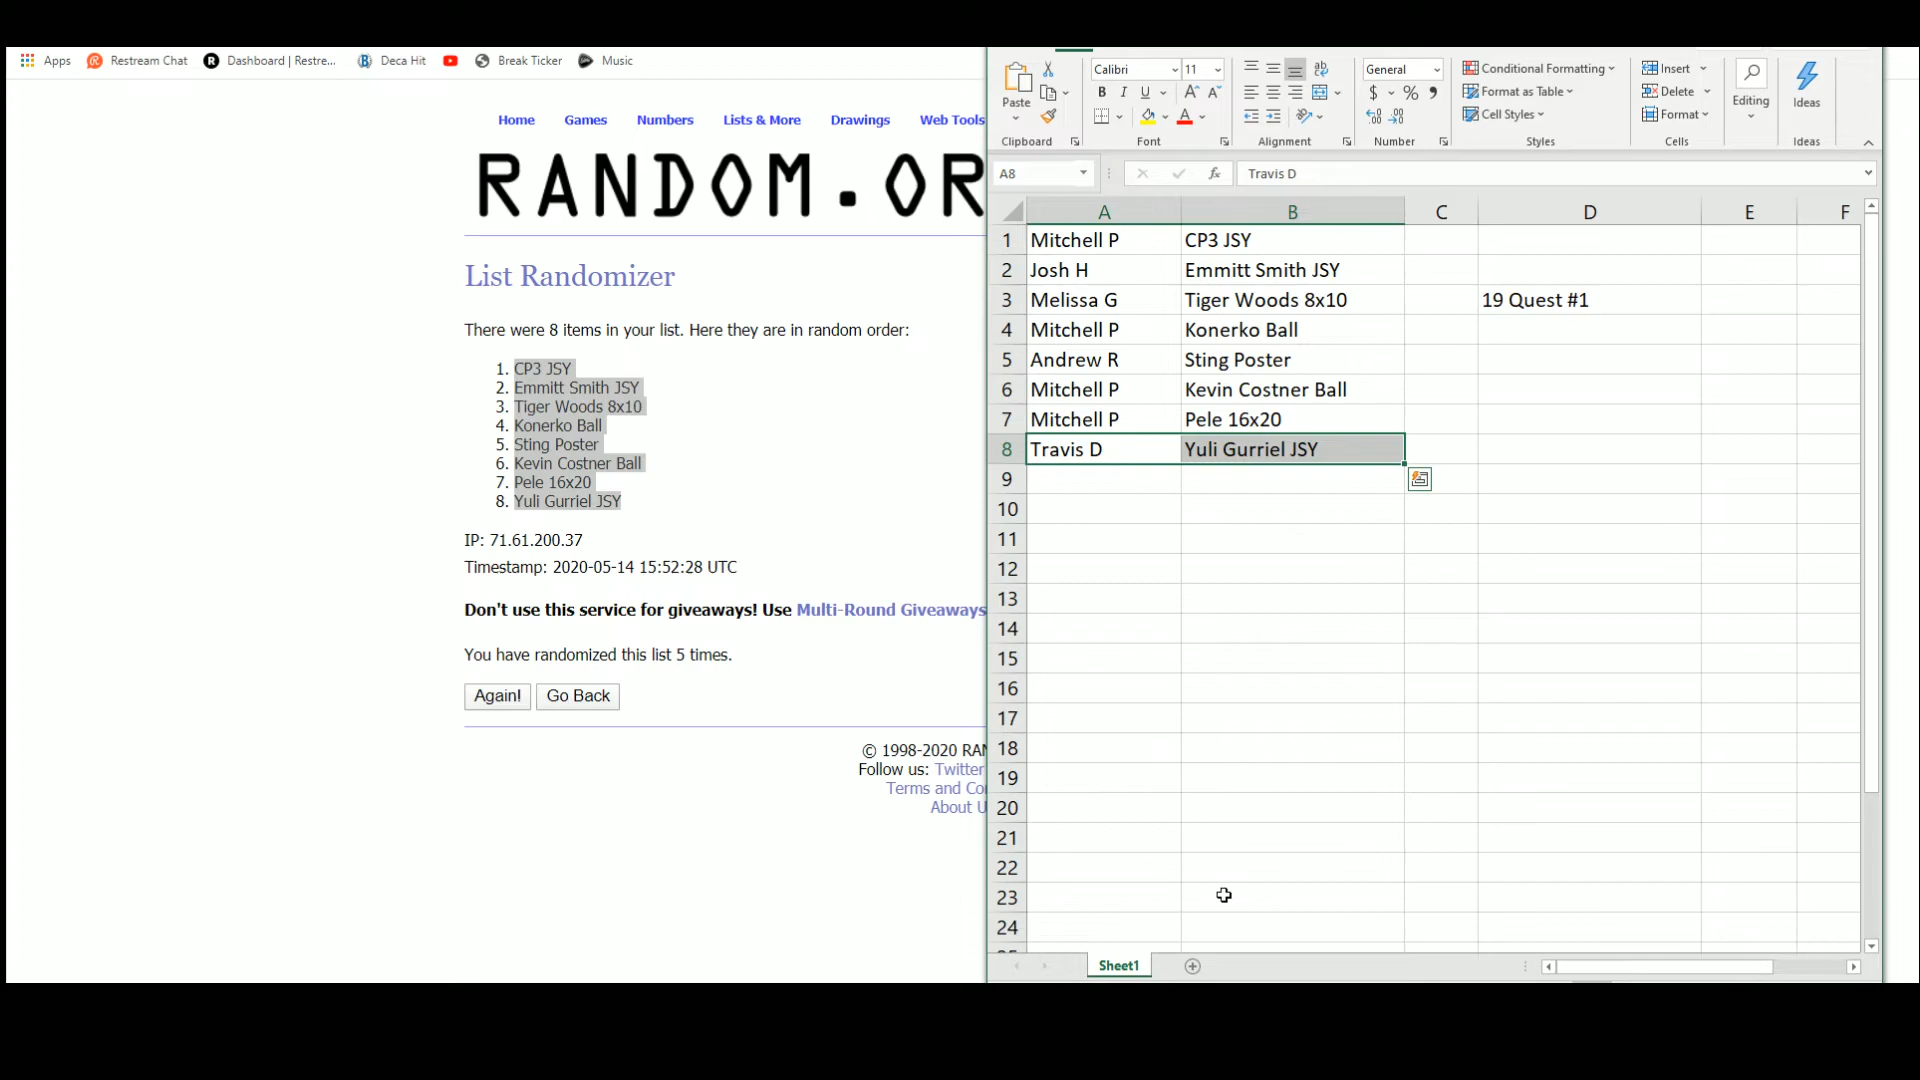 Apps
Restream Chat
Dashboard | Restre...
Deca Hit
Break Ticker
Music
Home
Games
Numbers
Lists & More
Drawings
Web Tools
RANDOM.OR
List Randomizer
There were 8 items in your list. Here they are in random order:
1. CP3 JSY
2. Emmitt Smith JSY
3. Tiger Woods 8x10
4. Konerko Ball
5. Sting Poster
6. Kevin Costner Ball
7. Pele 16x20
8. Yuli Gurriel JSY
IP: 71.61.200.37
Timestamp: 2020-05-14 15:52:28 UTC
Don't use this service for giveaways! Use Multi-Round Giveaways
You have randomized this list 5 times.
Again!
Go Back
© 1998-2020 RAN
Follow us: Twitter
Terms and Co
About U
Paste
Calibri
11
General
Conditional Formatting
Insert
B I U
$ % ,
Format as Table
Delete
Editing
Ideas
Cell Styles
Format
Clipboard
Font
Alignment
Number
Styles
Cells
Ideas
A8
fx
Travis D
A B C D E F
1 Mitchell P CP3 JSY
2 Josh H Emmitt Smith JSY
3 Melissa G Tiger Woods 8x10 19 Quest #1
4 Mitchell P Konerko Ball
5 Andrew R Sting Poster
6 Mitchell P Kevin Costner Ball
7 Mitchell P Pele 16x20
8 Travis D Yuli Gurriel JSY
9
10
11
12
13
14
15
16
17
18
19
20
21
22
23
24
Sheet1